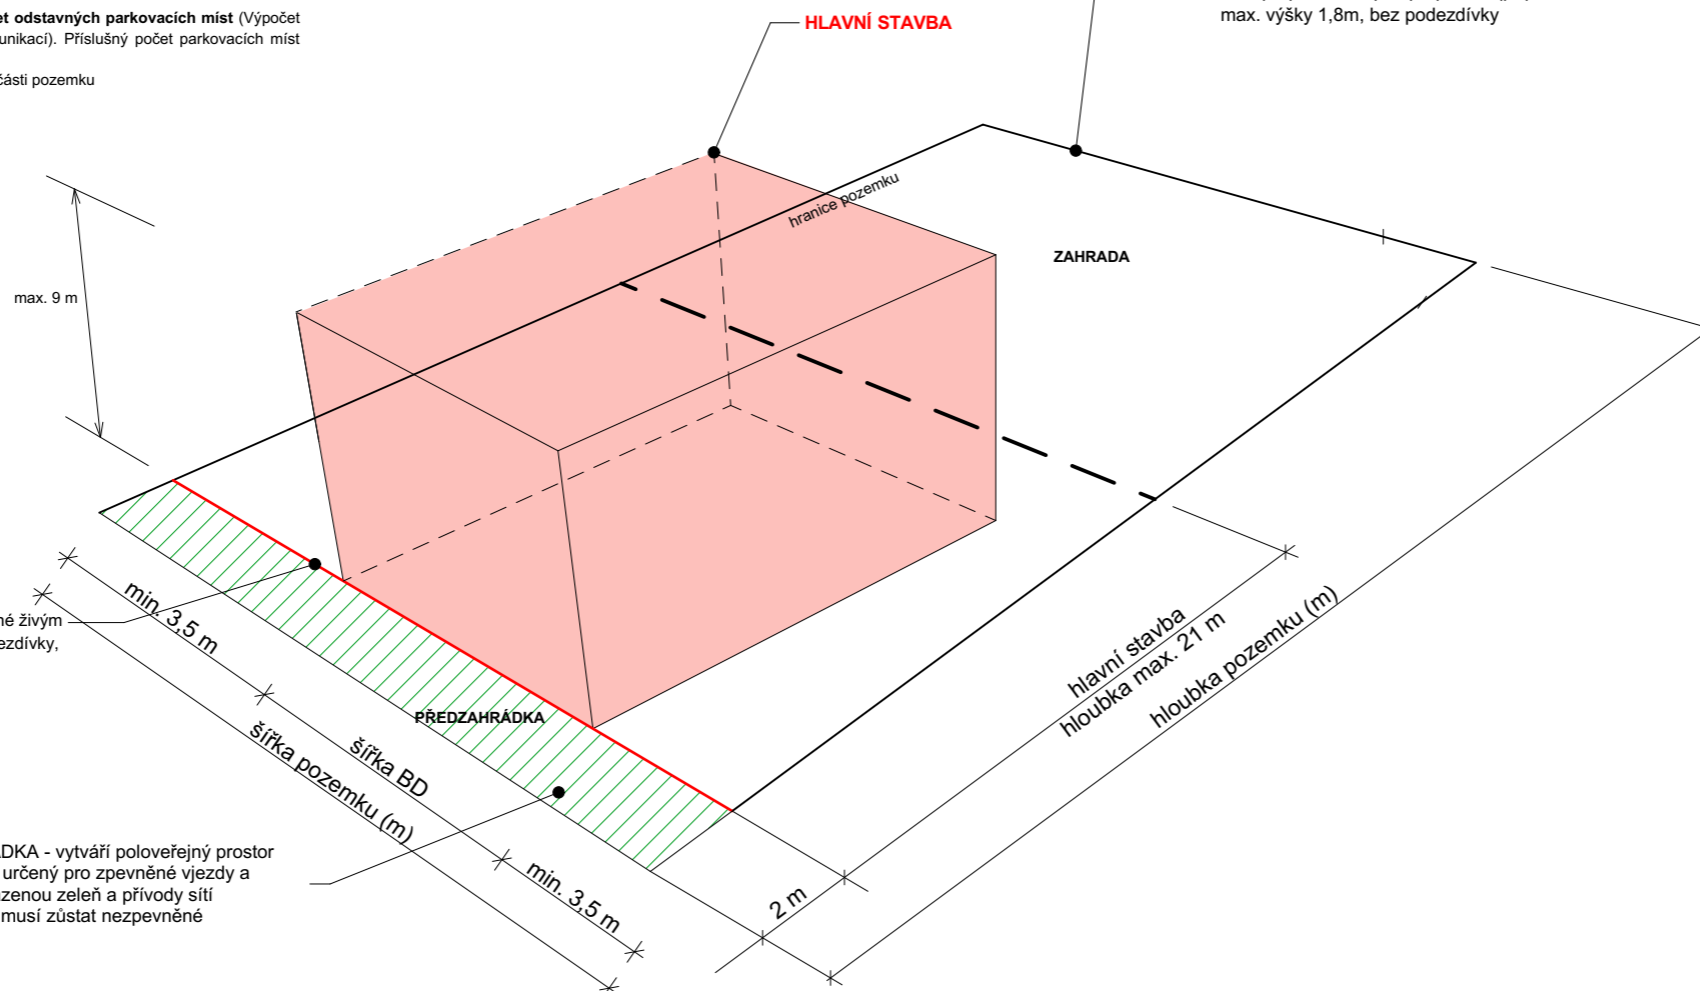 et odstavných parkovacích míst (Výpočet
unikací). Příslušný počet parkovacích míst
části pozemku
HLAVNÍ STAVBA
max. výšky 1,8m, bez podezdívky
hranice pozemku
ZAHRADA
max. 9 m
né živým
ezdívky,
min. 3,5 m
PŘEDZAHRÁDKA
šířka BD
šířka pozemku (m)
min. 3,5 m
2 m
hlavní stavba
hloubka max. 21 m
hloubka pozemku (m)
ÁDKA - vytváří poloveřejný prostor
určený pro zpevněné vjezdy a
zenou zeleň a přívody sítí
musí zůstat nezpevněné